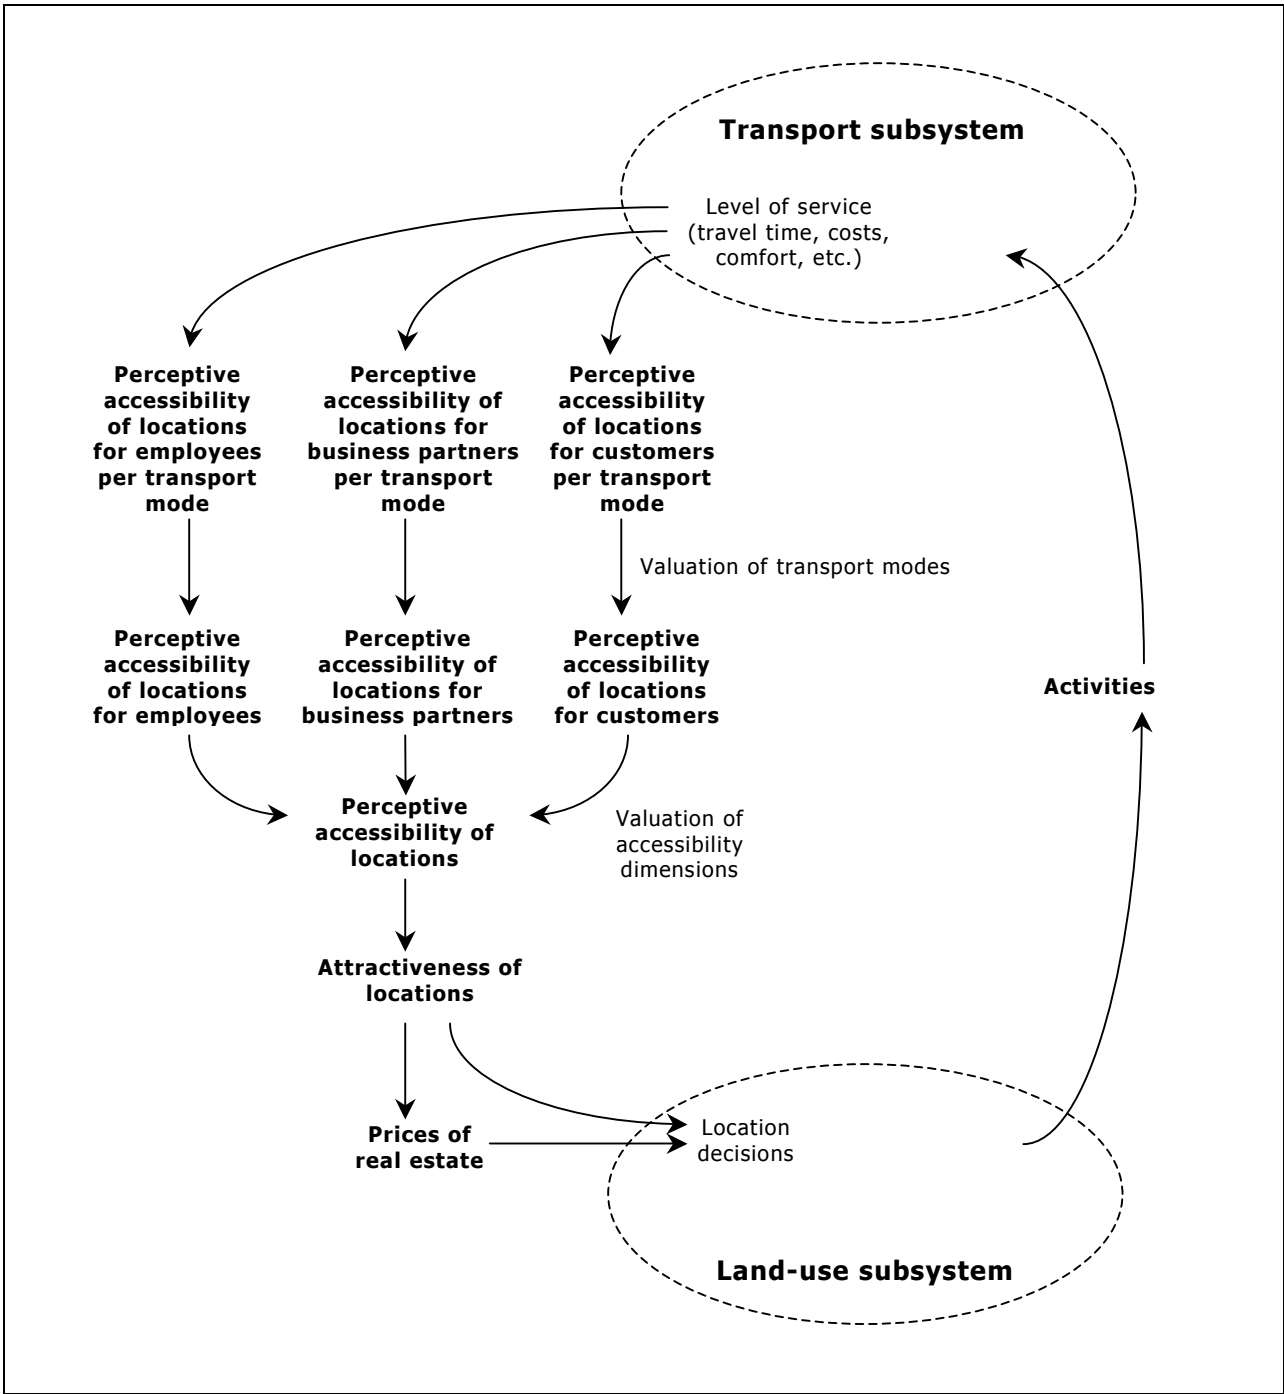 Transport subsystem
Level of service
(travel time, costs,
comfort, etc.)
Perceptive
accessibility
of locations
for employees
per transport
mode
Perceptive
accessibility of
locations for
business partners
per transport
mode
Perceptive
accessibility
of locations
for customers
per transport
mode
Valuation of transport modes
Perceptive
accessibility
of locations
for employees
Perceptive
accessibility of
locations for
business partners
Perceptive
accessibility
of locations
for customers
Activities
Perceptive
accessibility of
locations
Valuation of
accessibility
dimensions
Attractiveness of
locations
Prices of
real estate
Location
decisions
Land-use subsystem